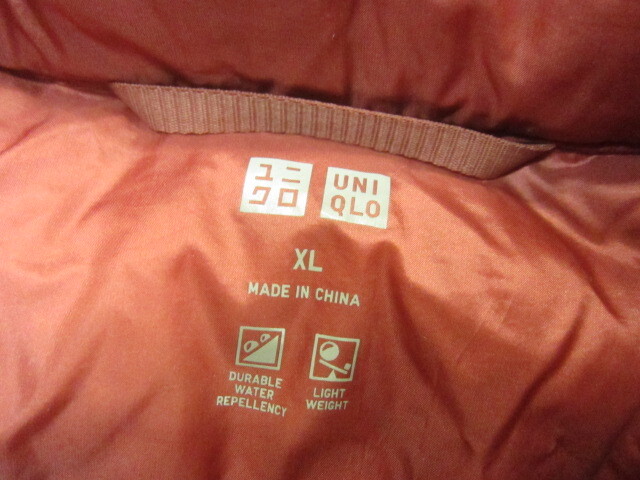 ユニ UNI
クロ QLO
XL
MADE IN CHINA
DURABLE
WATER
REPELLENCY
LIGHT
WEIGHT